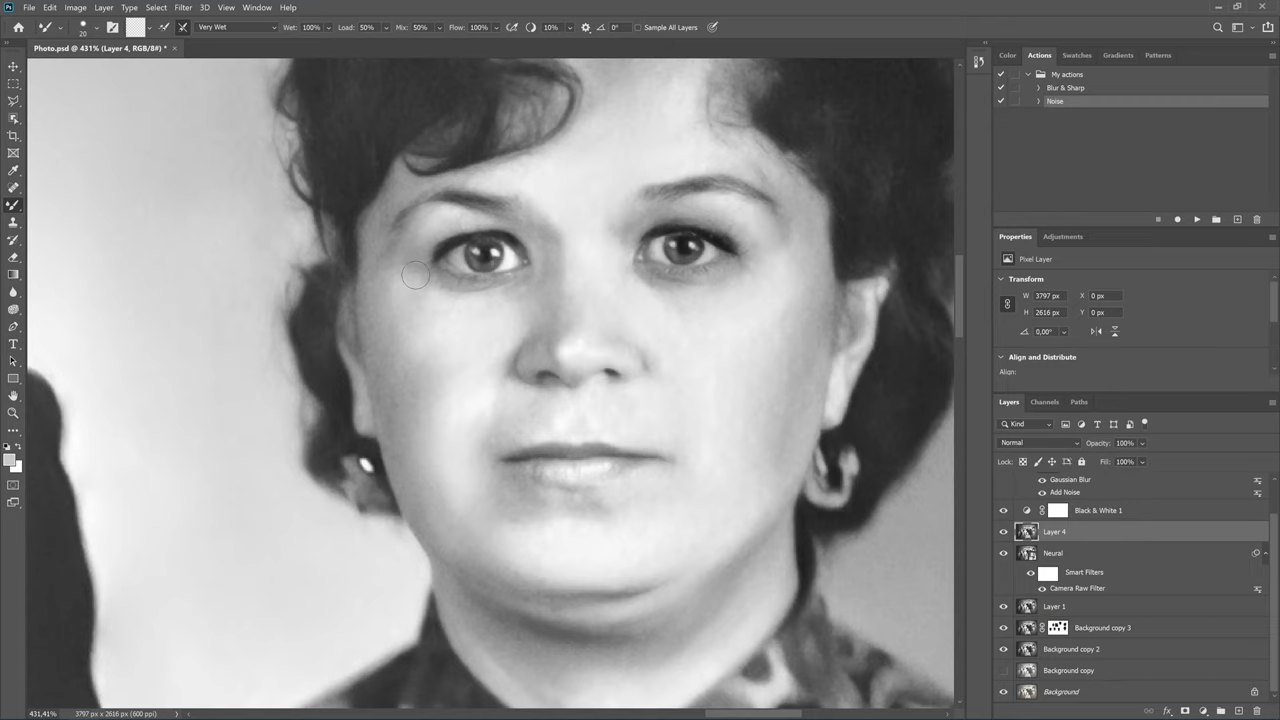 File Edit Image Layer Type Select Filter 3D View Window Help
20 Very Wet Wet: 100% Load: 50% Mix: 50% Flow: 100% 10% 0° Sample All Layers
Photo.psd @ 431% (Layer 4, RGB/8#) *
Color Actions Swatches Gradients Patterns
My actions
Blur & Sharp
Noise
Properties Adjustments
Pixel Layer
Transform
W 3797 px X 0 px
H 2616 px Y 0 px
0,00°
Align and Distribute
Align:
Layers Channels Paths
Kind
Normal Opacity: 100%
Lock: Fill: 100%
Gaussian Blur
Add Noise
Black & White 1
Layer 4
Neural
Smart Filters
Camera Raw Filter
Layer 1
Background copy 3
Background copy 2
Background copy
Background
431,41% 3797 px x 2616 px (600 ppi)